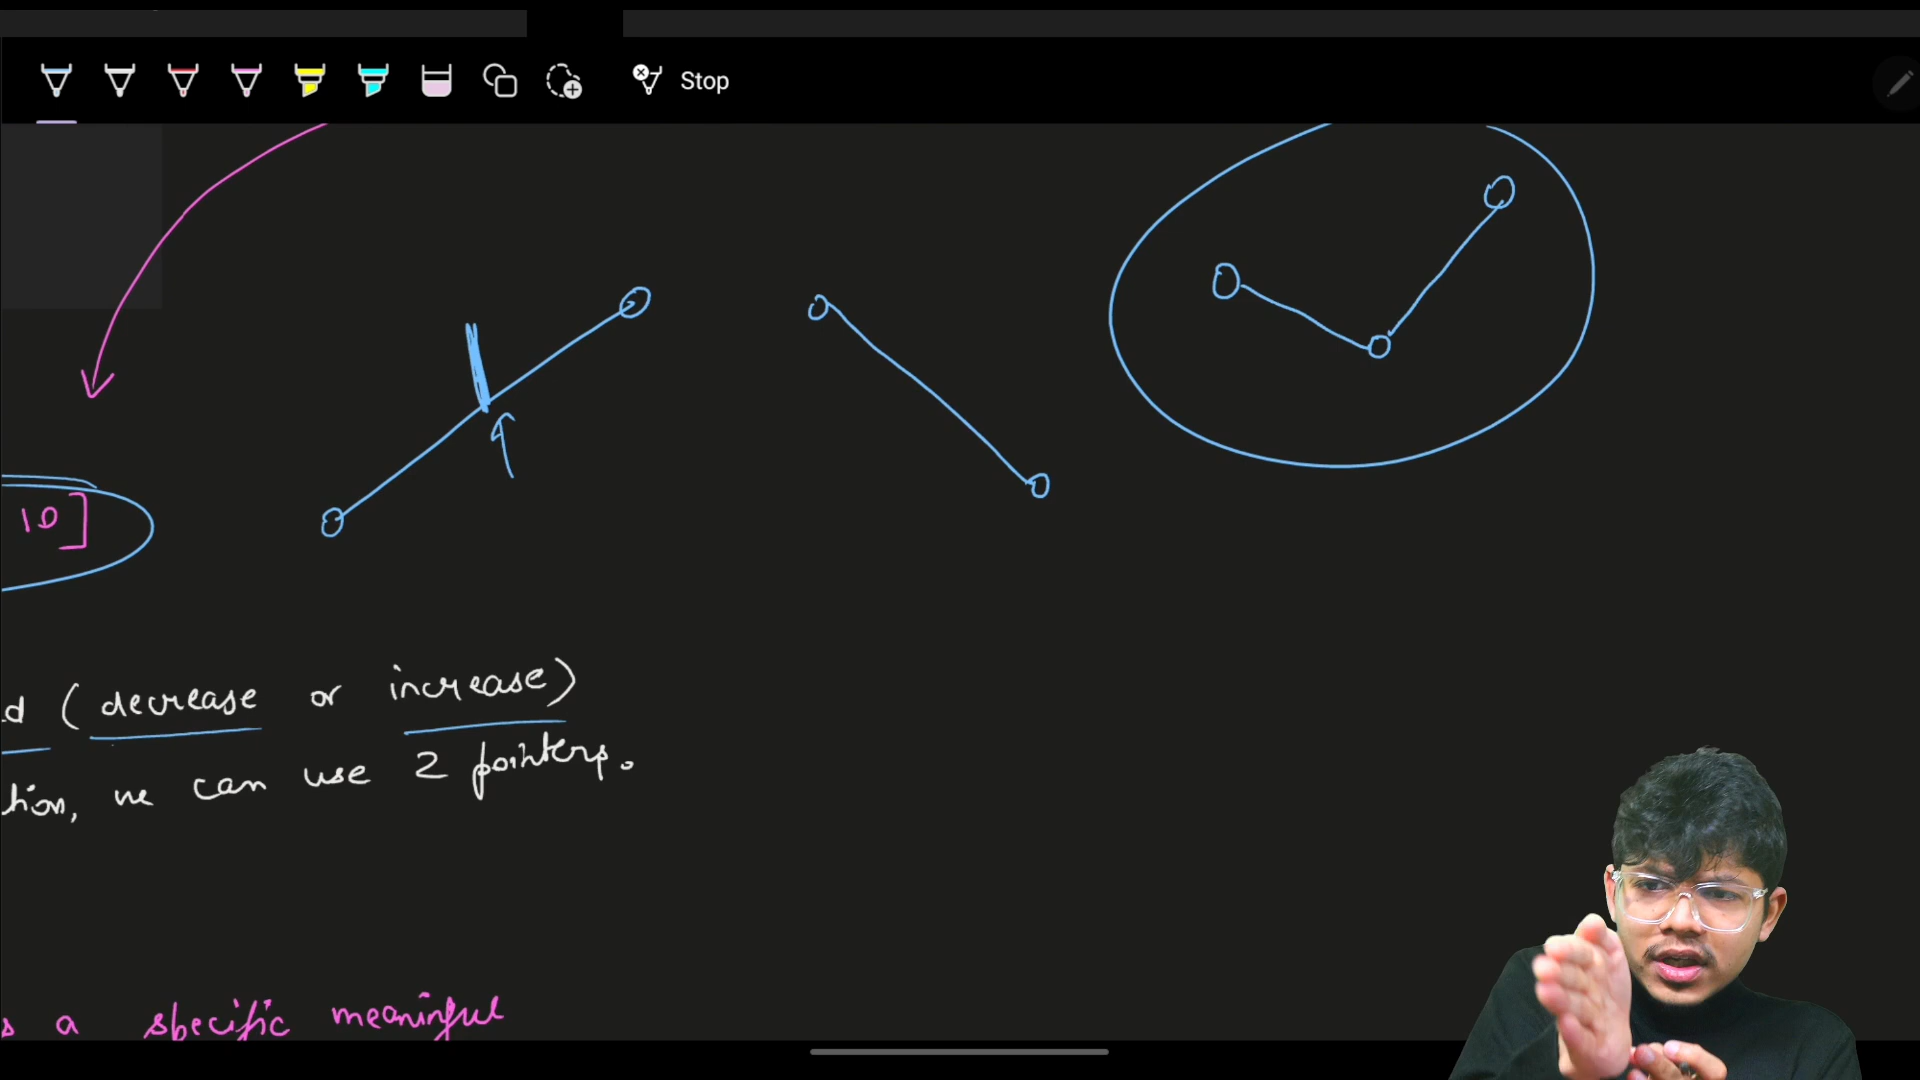 Stop
10]
d (decrease or increase)
tion, we can use 2 pointers.
s a specific meaningful